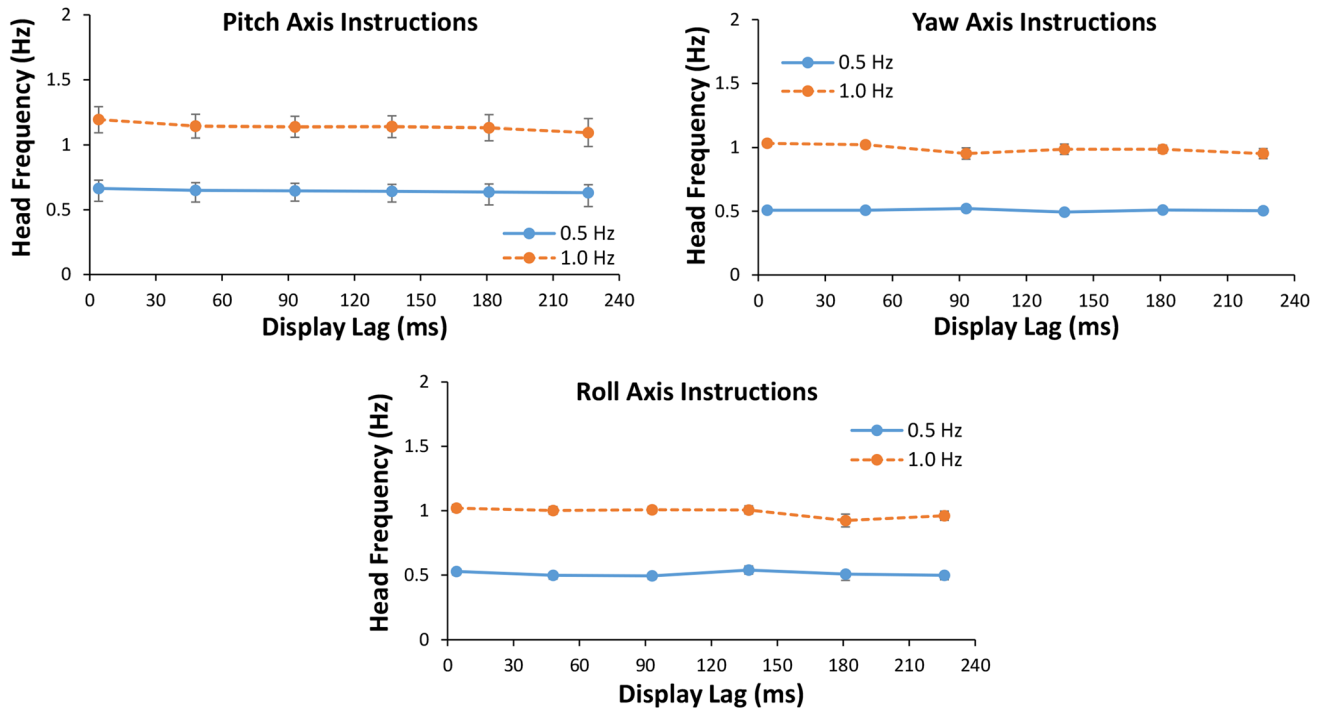 Pitch Axis Instructions
Head Frequency (Hz)
2
1.5
1
0.5
0
0.5 Hz
1.0 Hz
0 30 60 90 120 150 180 210 240
Display Lag (ms)
Yaw Axis Instructions
Head Frequency (Hz)
2
1.5
1
0.5
0
0.5 Hz
1.0 Hz
0 30 60 90 120 150 180 210 240
Display Lag (ms)
Roll Axis Instructions
Head Frequency (Hz)
2
1.5
1
0.5
0
0.5 Hz
1.0 Hz
0 30 60 90 120 150 180 210 240
Display Lag (ms)